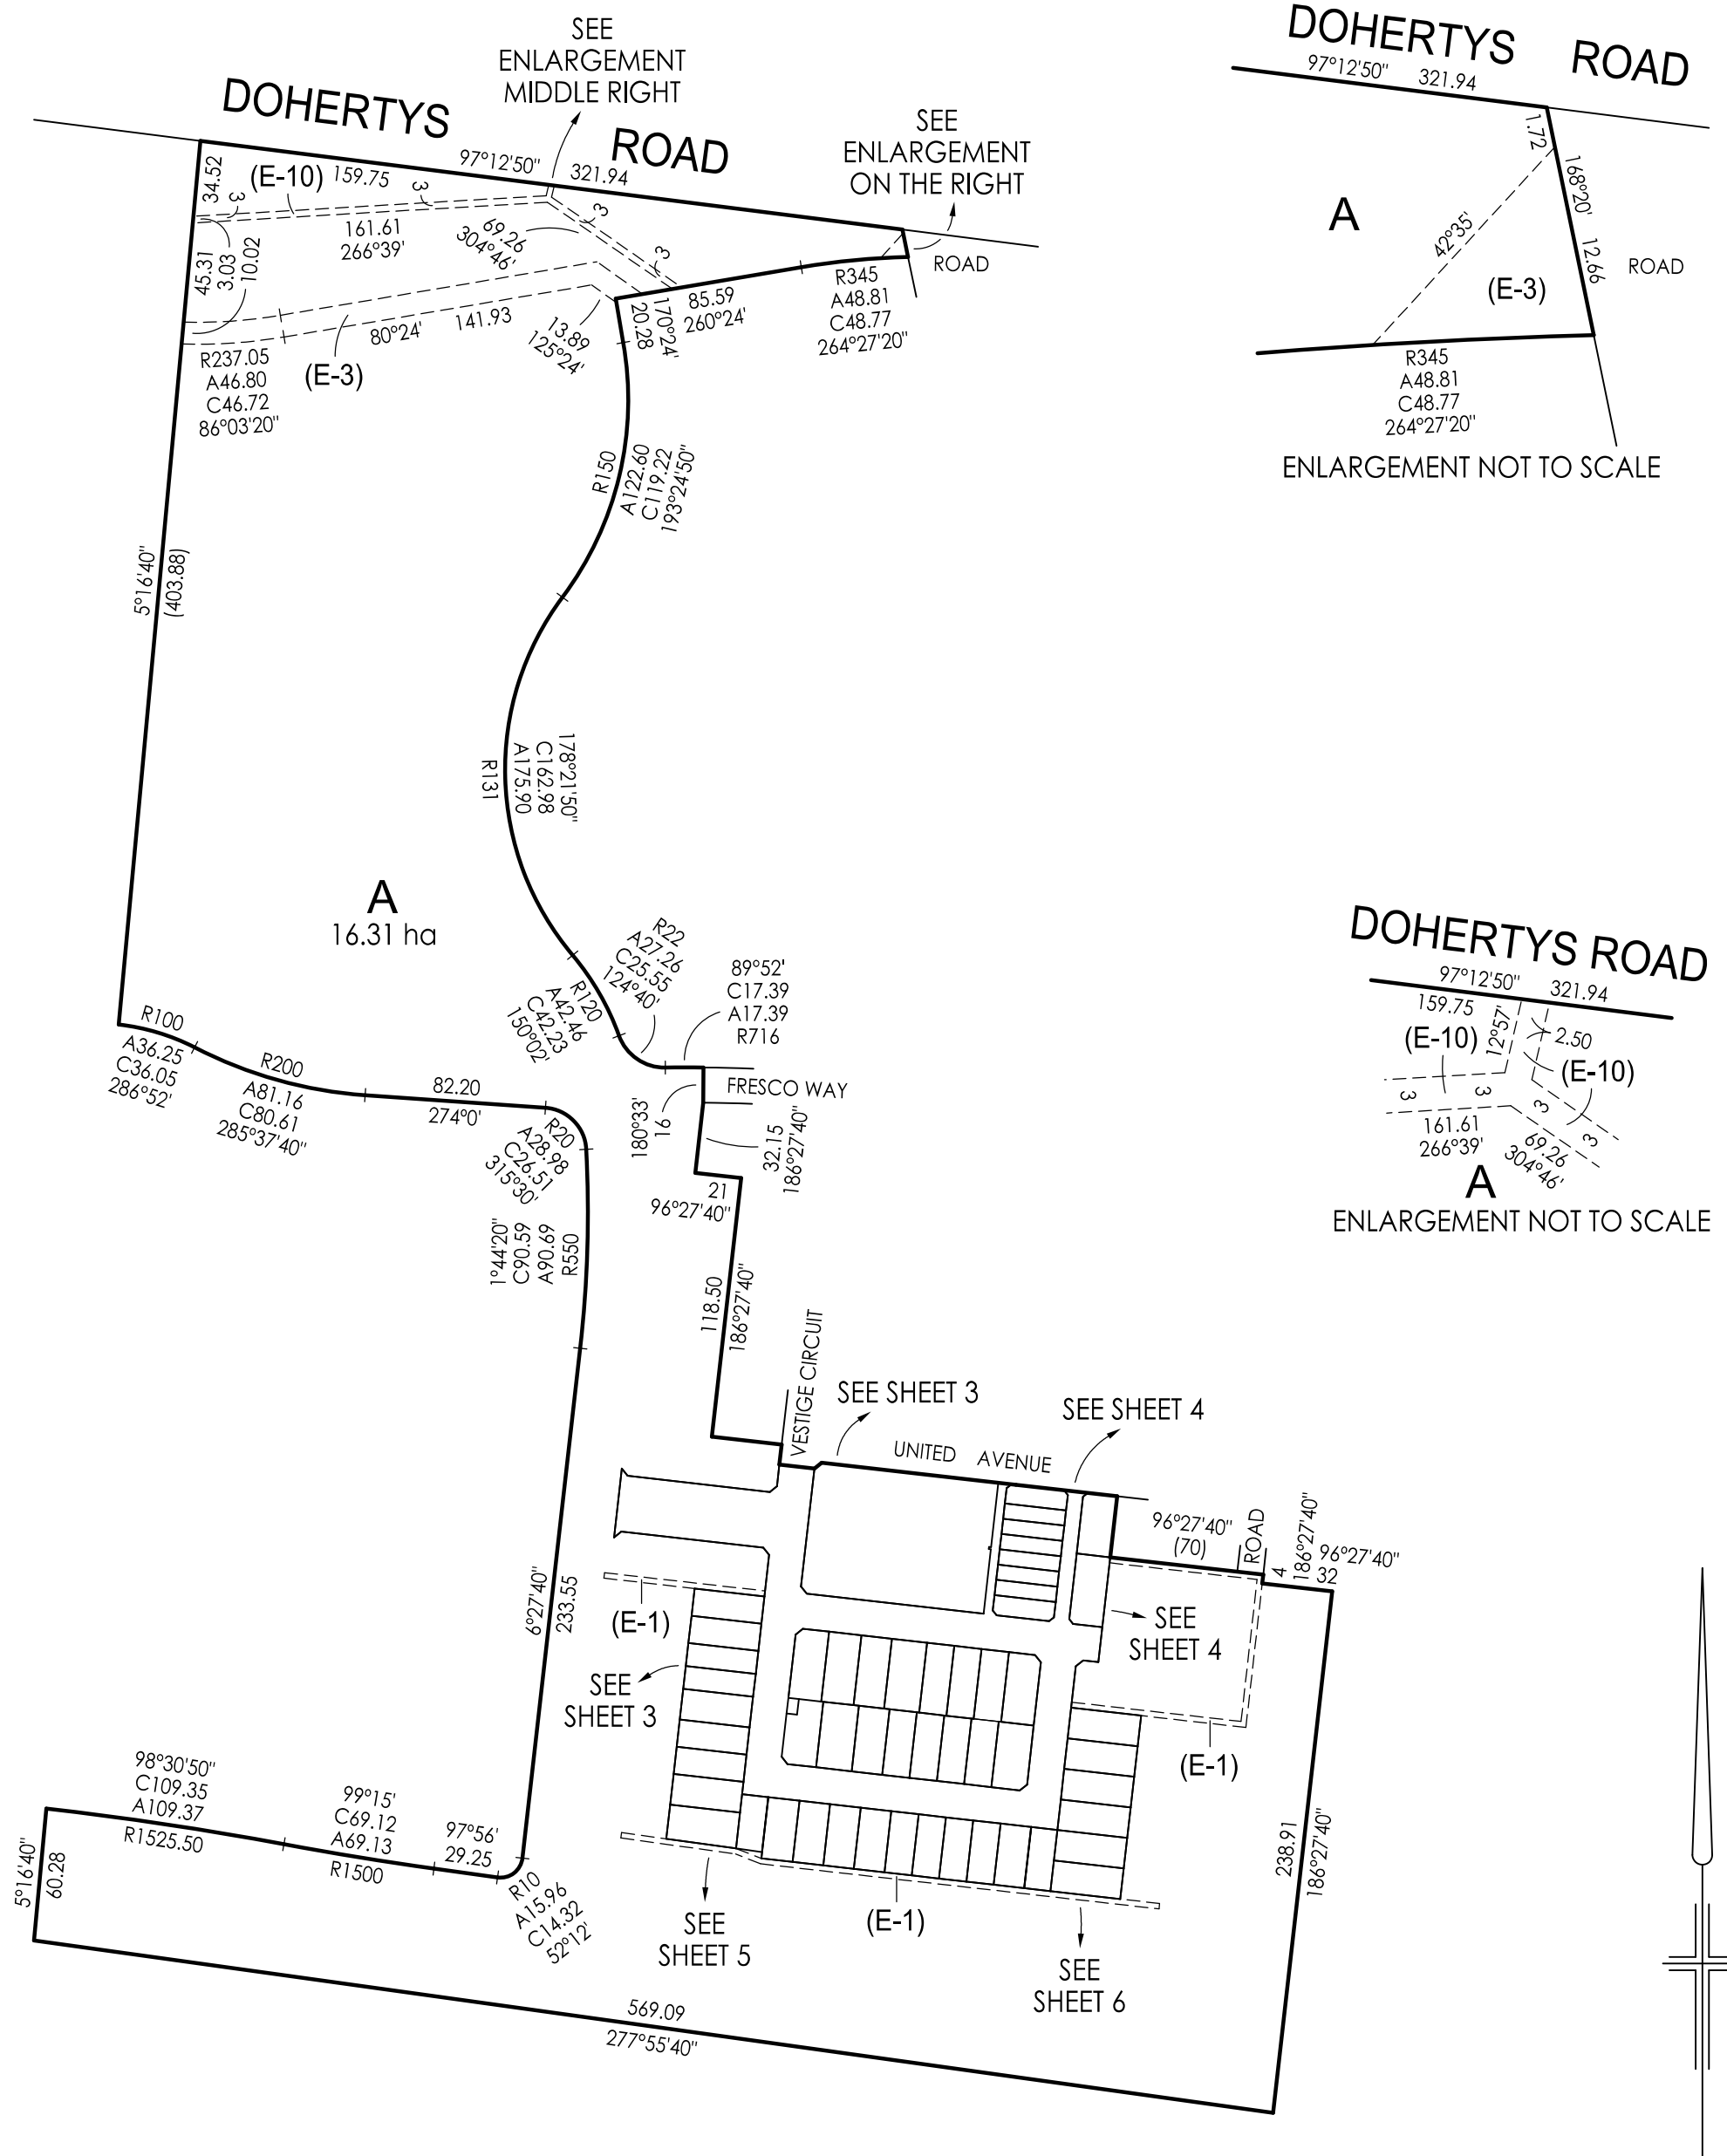 SEE
ENLARGEMENT
MIDDLE RIGHT
DOHERTYS ROAD
97°12'50" 321.94
SEE
ENLARGEMENT
ON THE RIGHT
34.52
3
(E-10)
159.75
3
161.61
266°39'
69.26
304°46'
3
3
45.31
3.03
10.02
ROAD
R345
A48.81
C48.77
264°27'20"
85.59
260°24'
170°24'
20.28
13.89
125°24'
80°24' 141.93
(E-3)
R237.05
A46.80
C46.72
86°03'20"
R150
A122.60
C119.22
193°24'50"
5°16'40"
(403.88)
178°21'50"
C162.98
A175.90
R131
A
16.31 ha
R22
A27.26
C25.55
124°40'
89°52'
C17.39
A17.39
R716
R120
A42.46
C42.23
150°02'
FRESCO WAY
R100
A36.25
C36.05
286°52'
R200
A81.16
C80.61
285°37'40"
82.20
274°0'
R20
A28.98
C26.51
315°30'
180°33'
16
32.15
186°27'40"
21
96°27'40"
1°44'20"
C90.59
A90.69
R550
118.50
186°27'40"
VESTIGE CIRCUIT
SEE SHEET 3
SEE SHEET 4
UNITED AVENUE
96°27'40"
(70)
ROAD
4
186°27'40"
96°27'40"
32
6°27'40"
233.55
(E-1)
SEE
SHEET 3
SEE
SHEET 4
(E-1)
98°30'50"
C109.35
A109.37
R1525.50
99°15'
C69.12
A69.13
R1500
97°56'
29.25
R10
A15.96
C14.32
52°12'
5°16'40"
60.28
238.91
186°27'40"
SEE
SHEET 5
(E-1)
SEE
SHEET 6
569.09
277°55'40"
DOHERTYS ROAD
97°12'50" 321.94
1.72
168°20'
12.66
A
42°35'
(E-3)
ROAD
R345
A48.81
C48.77
264°27'20"
ENLARGEMENT NOT TO SCALE
DOHERTYS ROAD
97°12'50" 321.94
159.75
(E-10)
12°57'
2.50
(E-10)
3
3
3
3
161.61
266°39'
69.26
304°46'
A
ENLARGEMENT NOT TO SCALE